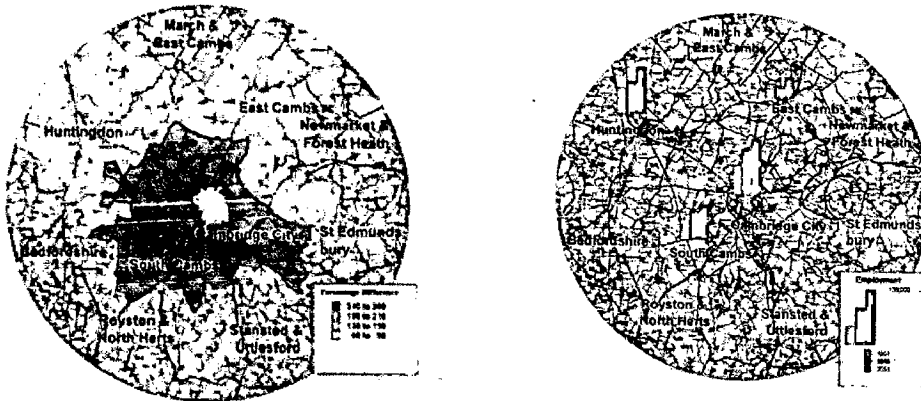 March &
East Cambs
East Cambs
Newmarket &
Forest Heath
Huntingdon
Cambridge City
St Edmunds
bury
Bedfordshire
South Cambs
Royston &
North Herts
Stansted &
Uttlesford
Percentage Difference
March &
East Cambs
East Cambs
Newmarket &
Forest Heath
Huntingdon
Cambridge City
St Edmunds
bury
Bedfordshire
South Cambs
Royston &
North Herts
Stansted &
Uttlesford
Employment